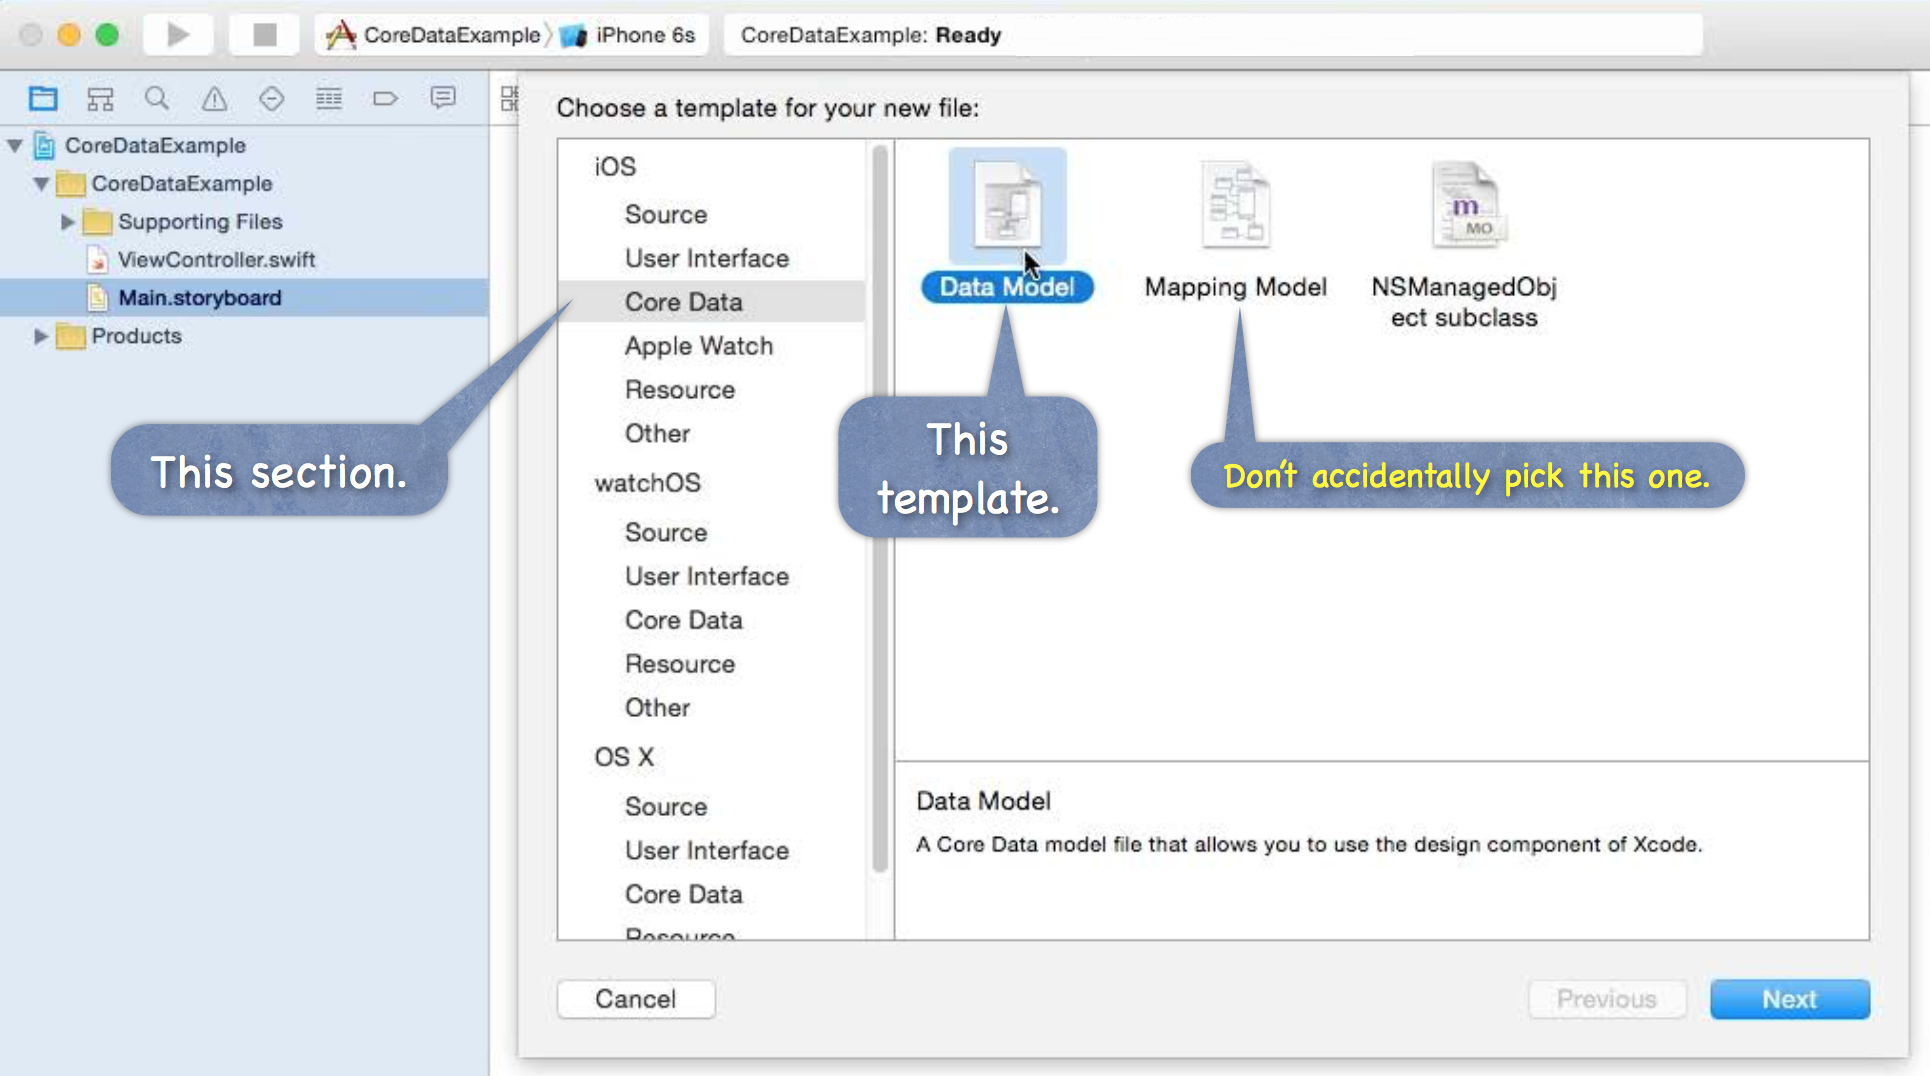 CoreDataExample
iPhone 6s
CoreDataExample: Ready
CoreDataExample
CoreDataExample
Supporting Files
ViewController.swift
Main.storyboard
Products
Choose a template for your new file:
iOS
Source
User Interface
Core Data
Apple Watch
Resource
Other
watchOS
Source
User Interface
Core Data
Resource
Other
OS X
Source
User Interface
Core Data
Resource
m
MO
Data Model
Mapping Model
NSManagedObj
ect subclass
This section.
This
template.
Don't accidentally pick this one.
Data Model
A Core Data model file that allows you to use the design component of Xcode.
Cancel
Previous
Next